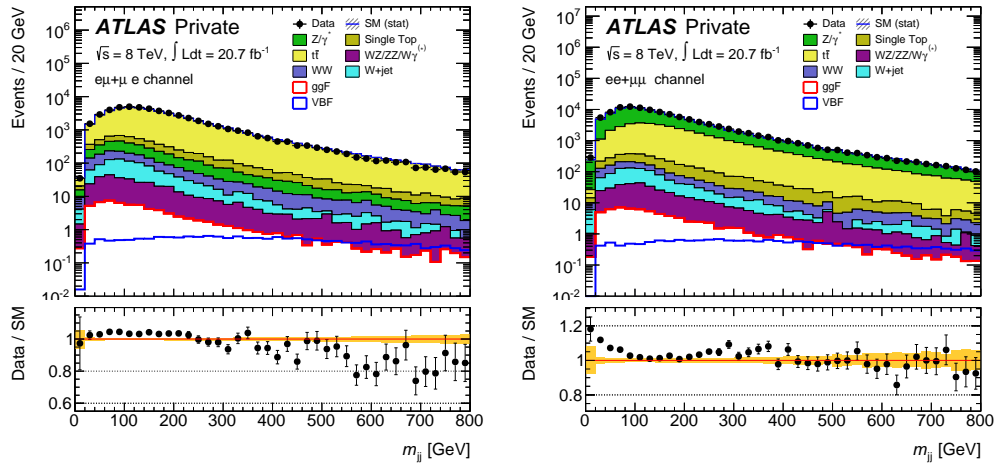 ATLAS Private
√s = 8 TeV, ∫ Ldt = 20.7 fb⁻¹
eμ+μ e channel
Data
SM (stat)
Z/γ*
Single Top
tt̄
WZ/ZZ/Wγ(*)
WW
W+jet
ggF
VBF
Events / 20 GeV
10⁶
10⁵
10⁴
10³
10²
10
1
10⁻¹
10⁻²
Data / SM
1
0.8
0.6
0 100 200 300 400 500 600 700 800
m_jj [GeV]
ATLAS Private
√s = 8 TeV, ∫ Ldt = 20.7 fb⁻¹
ee+μμ channel
Data
SM (stat)
Z/γ*
Single Top
tt̄
WZ/ZZ/Wγ(*)
WW
W+jet
ggF
VBF
Events / 20 GeV
10⁷
10⁶
10⁵
10⁴
10³
10²
10
1
10⁻¹
10⁻²
Data / SM
1.2
1
0.8
0 100 200 300 400 500 600 700 800
m_jj [GeV]